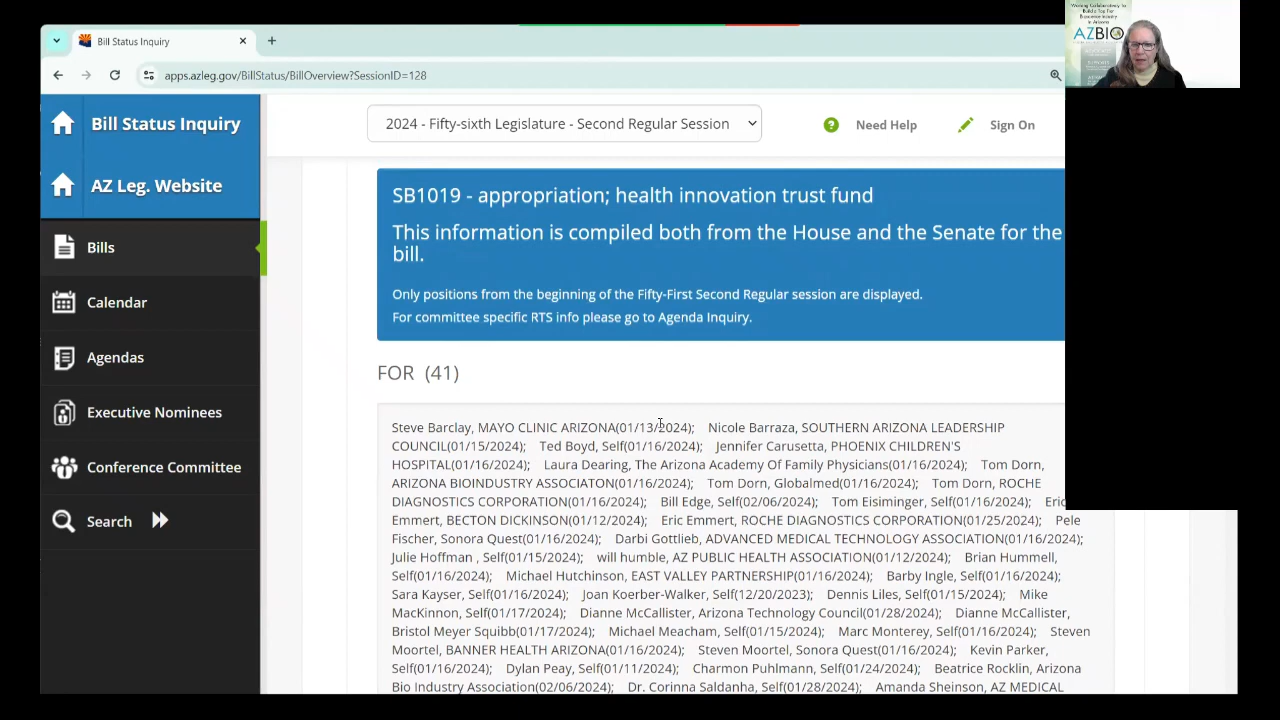 Bill Status Inquiry
apps.azleg.gov/BillStatus/BillOverview?SessionID=128
Working Collaboratively to
Build a Top Tier
Bioscience Industry
in Arizona
AZBIO
Bill Status Inquiry
AZ Leg. Website
Bills
Calendar
Agendas
Executive Nominees
Conference Committee
Search
2024 - Fifty-sixth Legislature - Second Regular Session
Need Help
Sign On
SB1019 - appropriation; health innovation trust fund
This information is compiled both from the House and the Senate for the
bill.
Only positions from the beginning of the Fifty-First Second Regular session are displayed.
For committee specific RTS info please go to Agenda Inquiry.
FOR (41)
Steve Barclay, MAYO CLINIC ARIZONA(01/13/2024); Nicole Barraza, SOUTHERN ARIZONA LEADERSHIP
COUNCIL(01/15/2024); Ted Boyd, Self(01/16/2024); Jennifer Carusetta, PHOENIX CHILDREN'S
HOSPITAL(01/16/2024); Laura Dearing, The Arizona Academy Of Family Physicians(01/16/2024); Tom Dorn,
ARIZONA BIOINDUSTRY ASSOCIATON(01/16/2024); Tom Dorn, Globalmed(01/16/2024); Tom Dorn, ROCHE
DIAGNOSTICS CORPORATION(01/16/2024); Bill Edge, Self(02/06/2024); Tom Eisiminger, Self(01/16/2024); Eric
Emmert, BECTON DICKINSON(01/12/2024); Eric Emmert, ROCHE DIAGNOSTICS CORPORATION(01/25/2024); Pele
Fischer, Sonora Quest(01/16/2024); Darbi Gottlieb, ADVANCED MEDICAL TECHNOLOGY ASSOCIATION(01/16/2024);
Julie Hoffman , Self(01/15/2024); will humble, AZ PUBLIC HEALTH ASSOCIATION(01/12/2024); Brian Hummell,
Self(01/16/2024); Michael Hutchinson, EAST VALLEY PARTNERSHIP(01/16/2024); Barby Ingle, Self(01/16/2024);
Sara Kayser, Self(01/16/2024); Joan Koerber-Walker, Self(12/20/2023); Dennis Liles, Self(01/15/2024); Mike
MacKinnon, Self(01/17/2024); Dianne McCallister, Arizona Technology Council(01/28/2024); Dianne McCallister,
Bristol Meyer Squibb(01/17/2024); Michael Meacham, Self(01/15/2024); Marc Monterey, Self(01/16/2024); Steven
Moortel, BANNER HEALTH ARIZONA(01/16/2024); Steven Moortel, Sonora Quest(01/16/2024); Kevin Parker,
Self(01/16/2024); Dylan Peay, Self(01/11/2024); Charmon Puhlmann, Self(01/24/2024); Beatrice Rocklin, Arizona
Bio Industry Association(02/06/2024); Dr. Corinna Saldanha, Self(01/28/2024); Amanda Sheinson, AZ MEDICAL